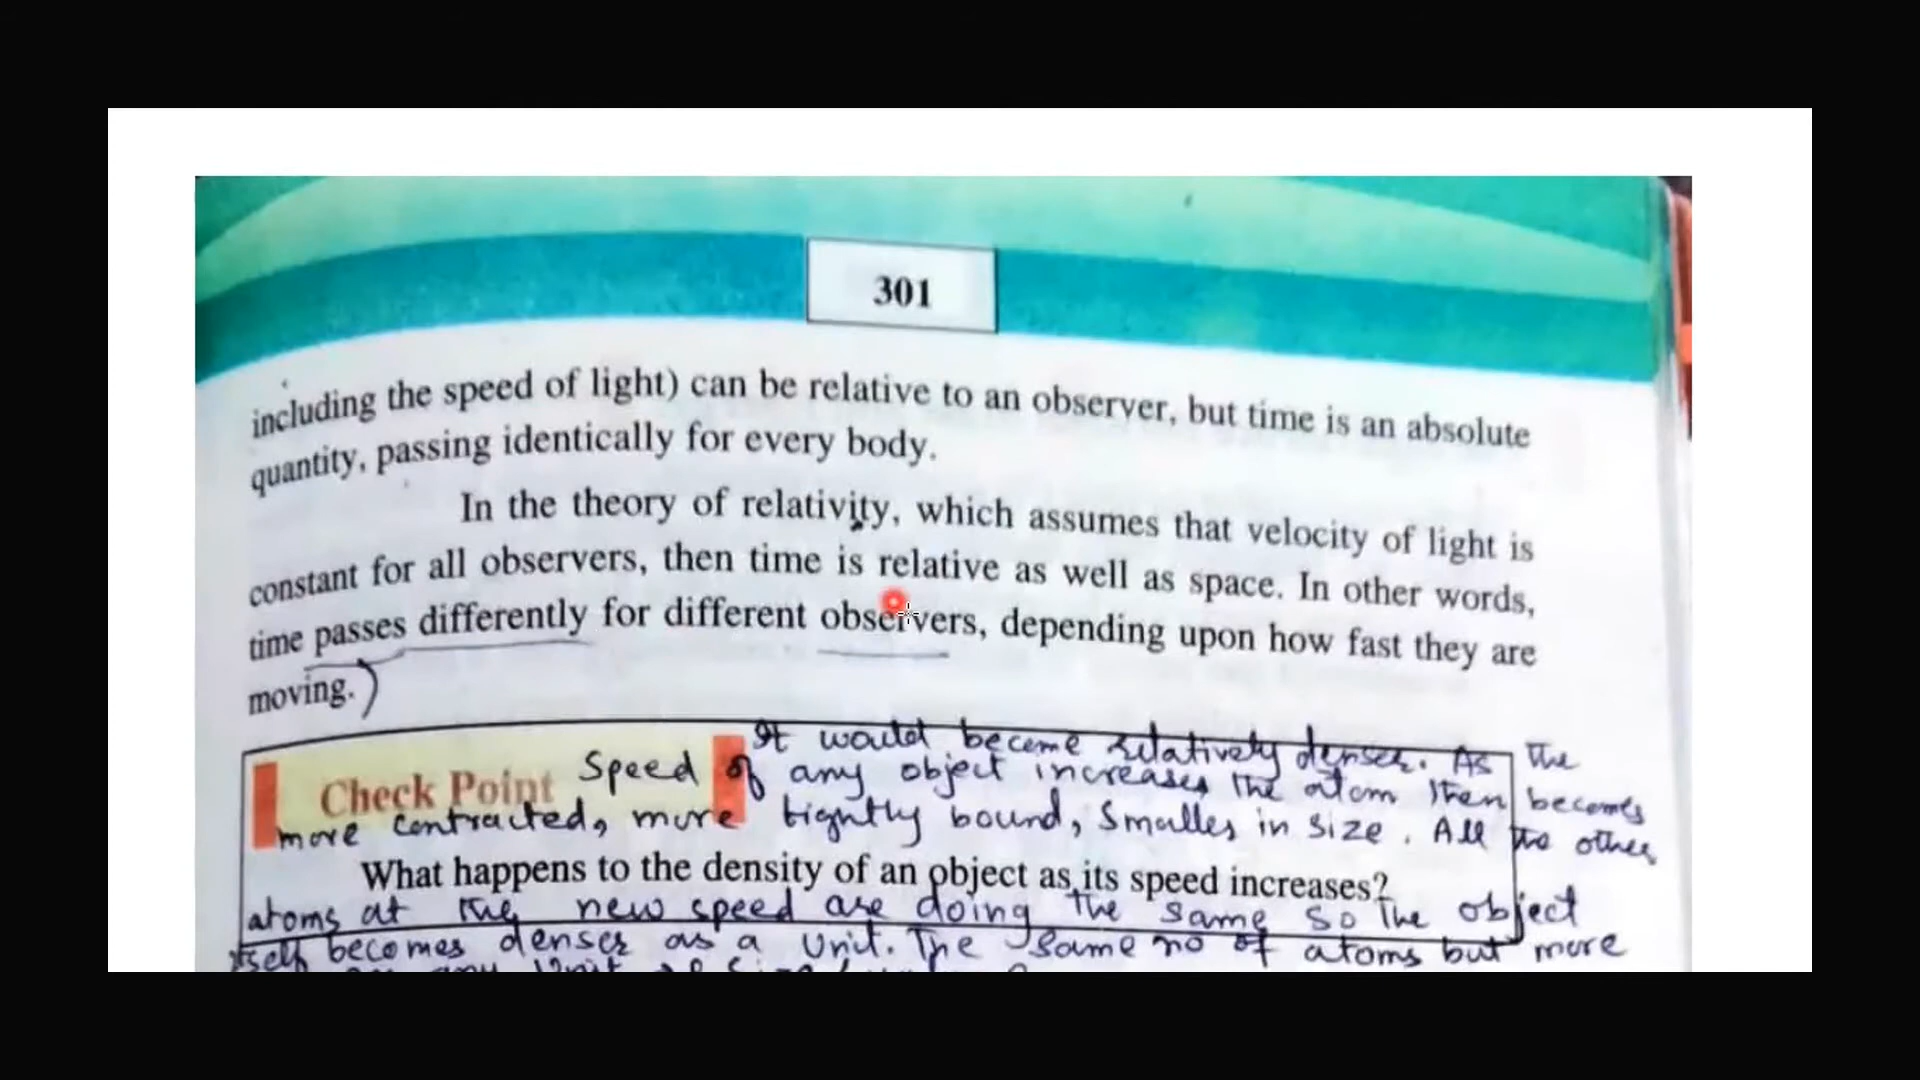 301
including the speed of light) can be relative to an observer, but time is an absolute
quantity, passing identically for every body.
In the theory of relativity, which assumes that velocity of light is
constant for all observers, then time is relative as well as space. In other words,
time passes differently for different observers, depending upon how fast they are
moving.)
It would become relatively denser. As the
Check Point Speed of any object increases the atom then becomes
more contracted, more tightly bound, smaller in size. All the other
What happens to the density of an object as its speed increases?
atoms at the new speed are doing the same so the object
itself becomes denser as a unit. The same no of atoms but more